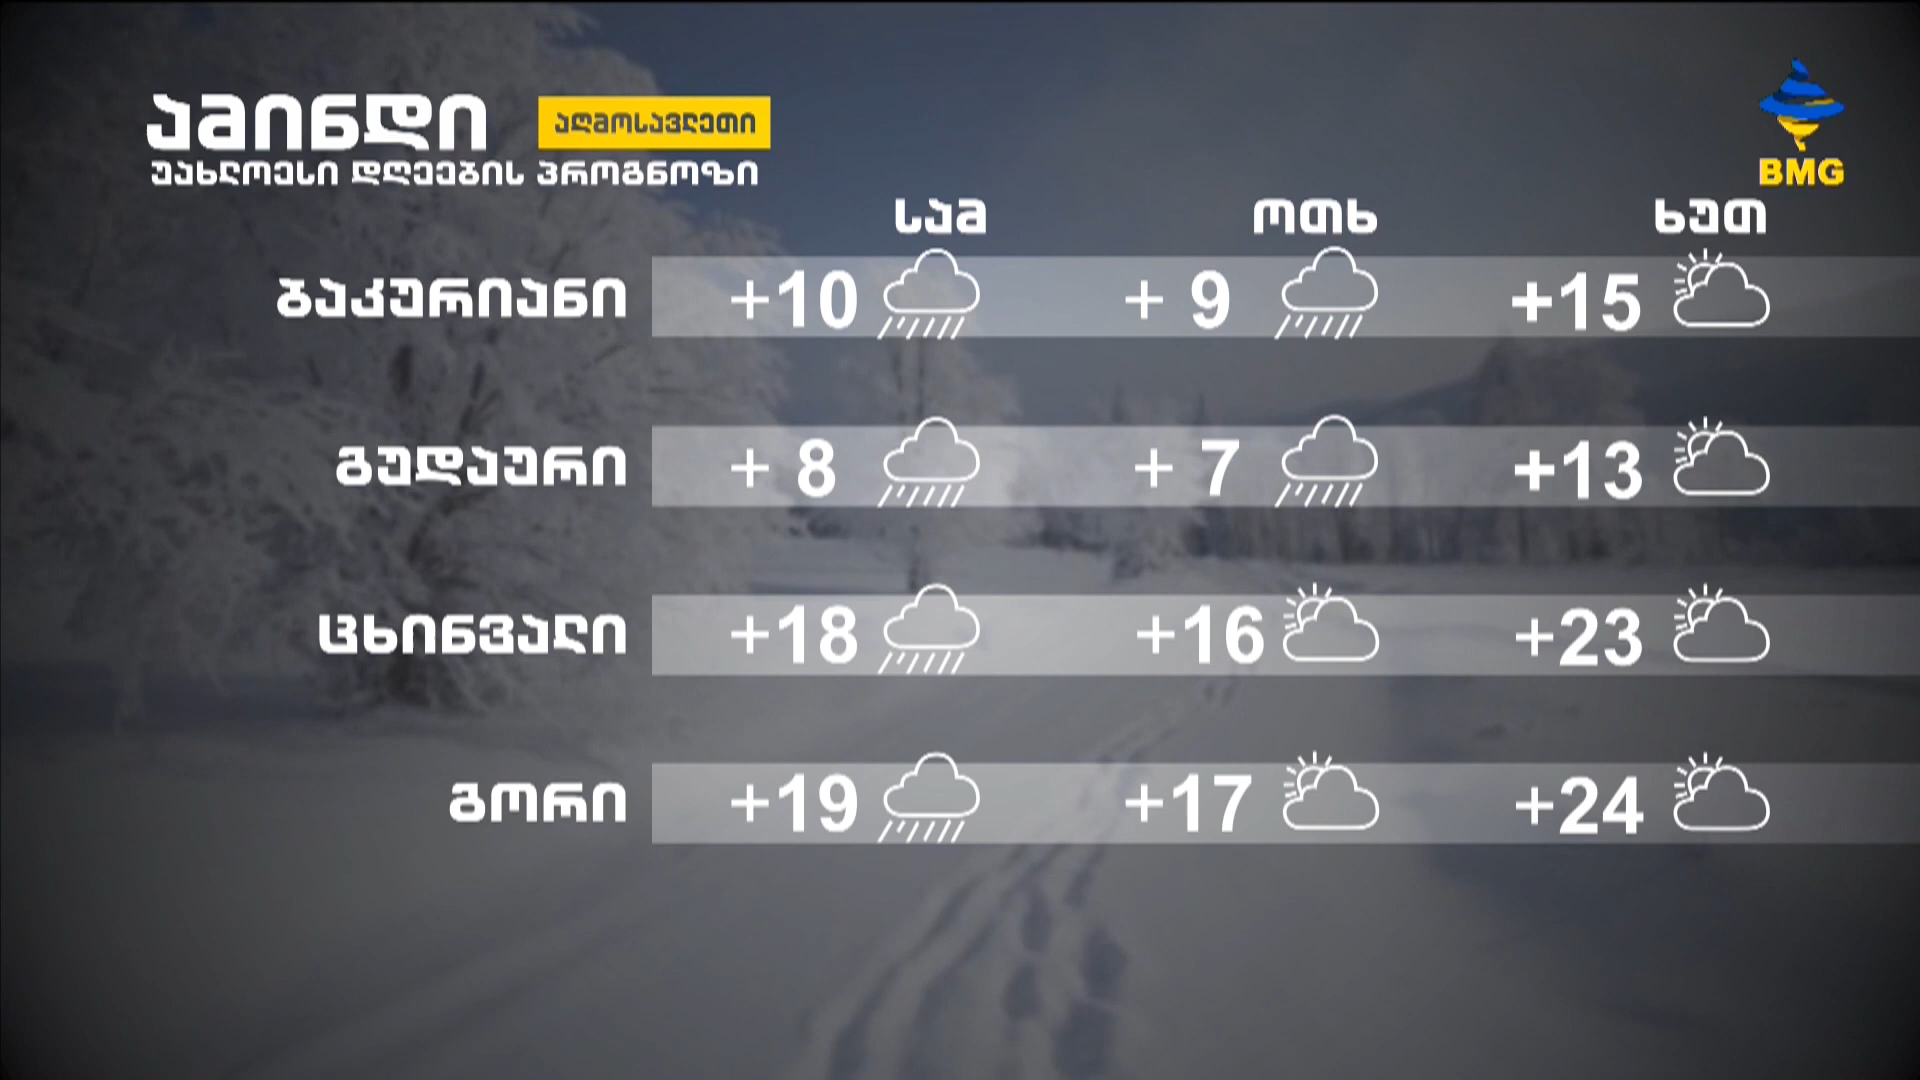 ამინდი აღმოსავლეთი
უახლოესი დღეების პროგნოზი
BMG
სამ ოთხ ხუთ
ბაკურიანი +10 + 9 +15
გუდაური + 8 + 7 +13
ცხინვალი +18 +16 +23
გორი +19 +17 +24